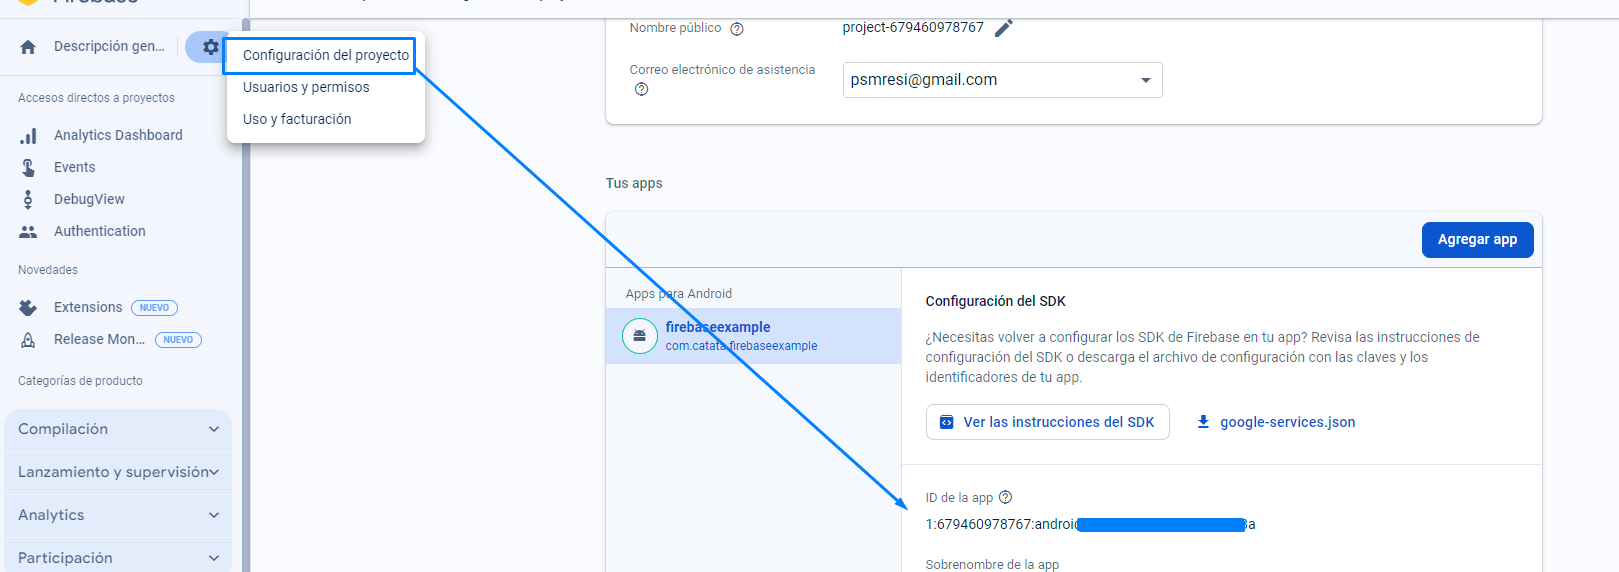 Descripción gen...
Configuración del proyecto
Usuarios y permisos
Uso y facturación
Accesos directos a proyectos
Analytics Dashboard
Events
DebugView
Authentication
Novedades
Extensions NUEVO
Release Mon... NUEVO
Categorías de producto
Compilación
Lanzamiento y supervisión
Analytics
Participación
Nombre público
project-679460978767
Correo electrónico de asistencia
psmresi@gmail.com
Tus apps
Agregar app
Apps para Android
firebaseexample
com.catata.firebaseexample
Configuración del SDK
¿Necesitas volver a configurar los SDK de Firebase en tu app? Revisa las instrucciones de
configuración del SDK o descarga el archivo de configuración con las claves y los
identificadores de tu app.
Ver las instrucciones del SDK
google-services.json
ID de la app
1:679460978767:android
Sobrenombre de la app